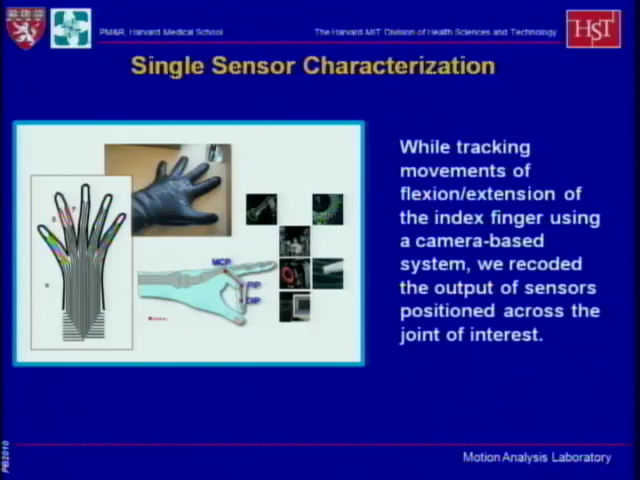 PM&R, Harvard Medical School
The Harvard-MIT Division of Health Sciences and Technology
HST
Single Sensor Characterization
While tracking
movements of
flexion/extension of
the index finger using
a camera-based
system, we recoded
the output of sensors
positioned across the
joint of interest.
MCP
PIP
DIP
PB2010
Motion Analysis Laboratory